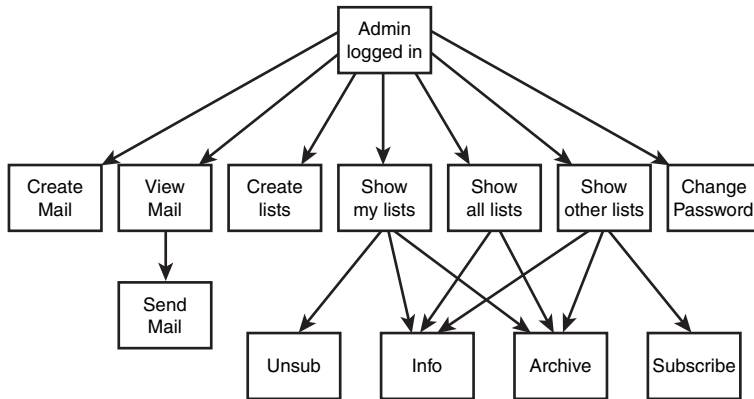 Admin
logged in
Create
Mail
View
Mail
Create
lists
Show
my lists
Show
all lists
Show
other lists
Change
Password
Send
Mail
Unsub
Info
Archive
Subscribe